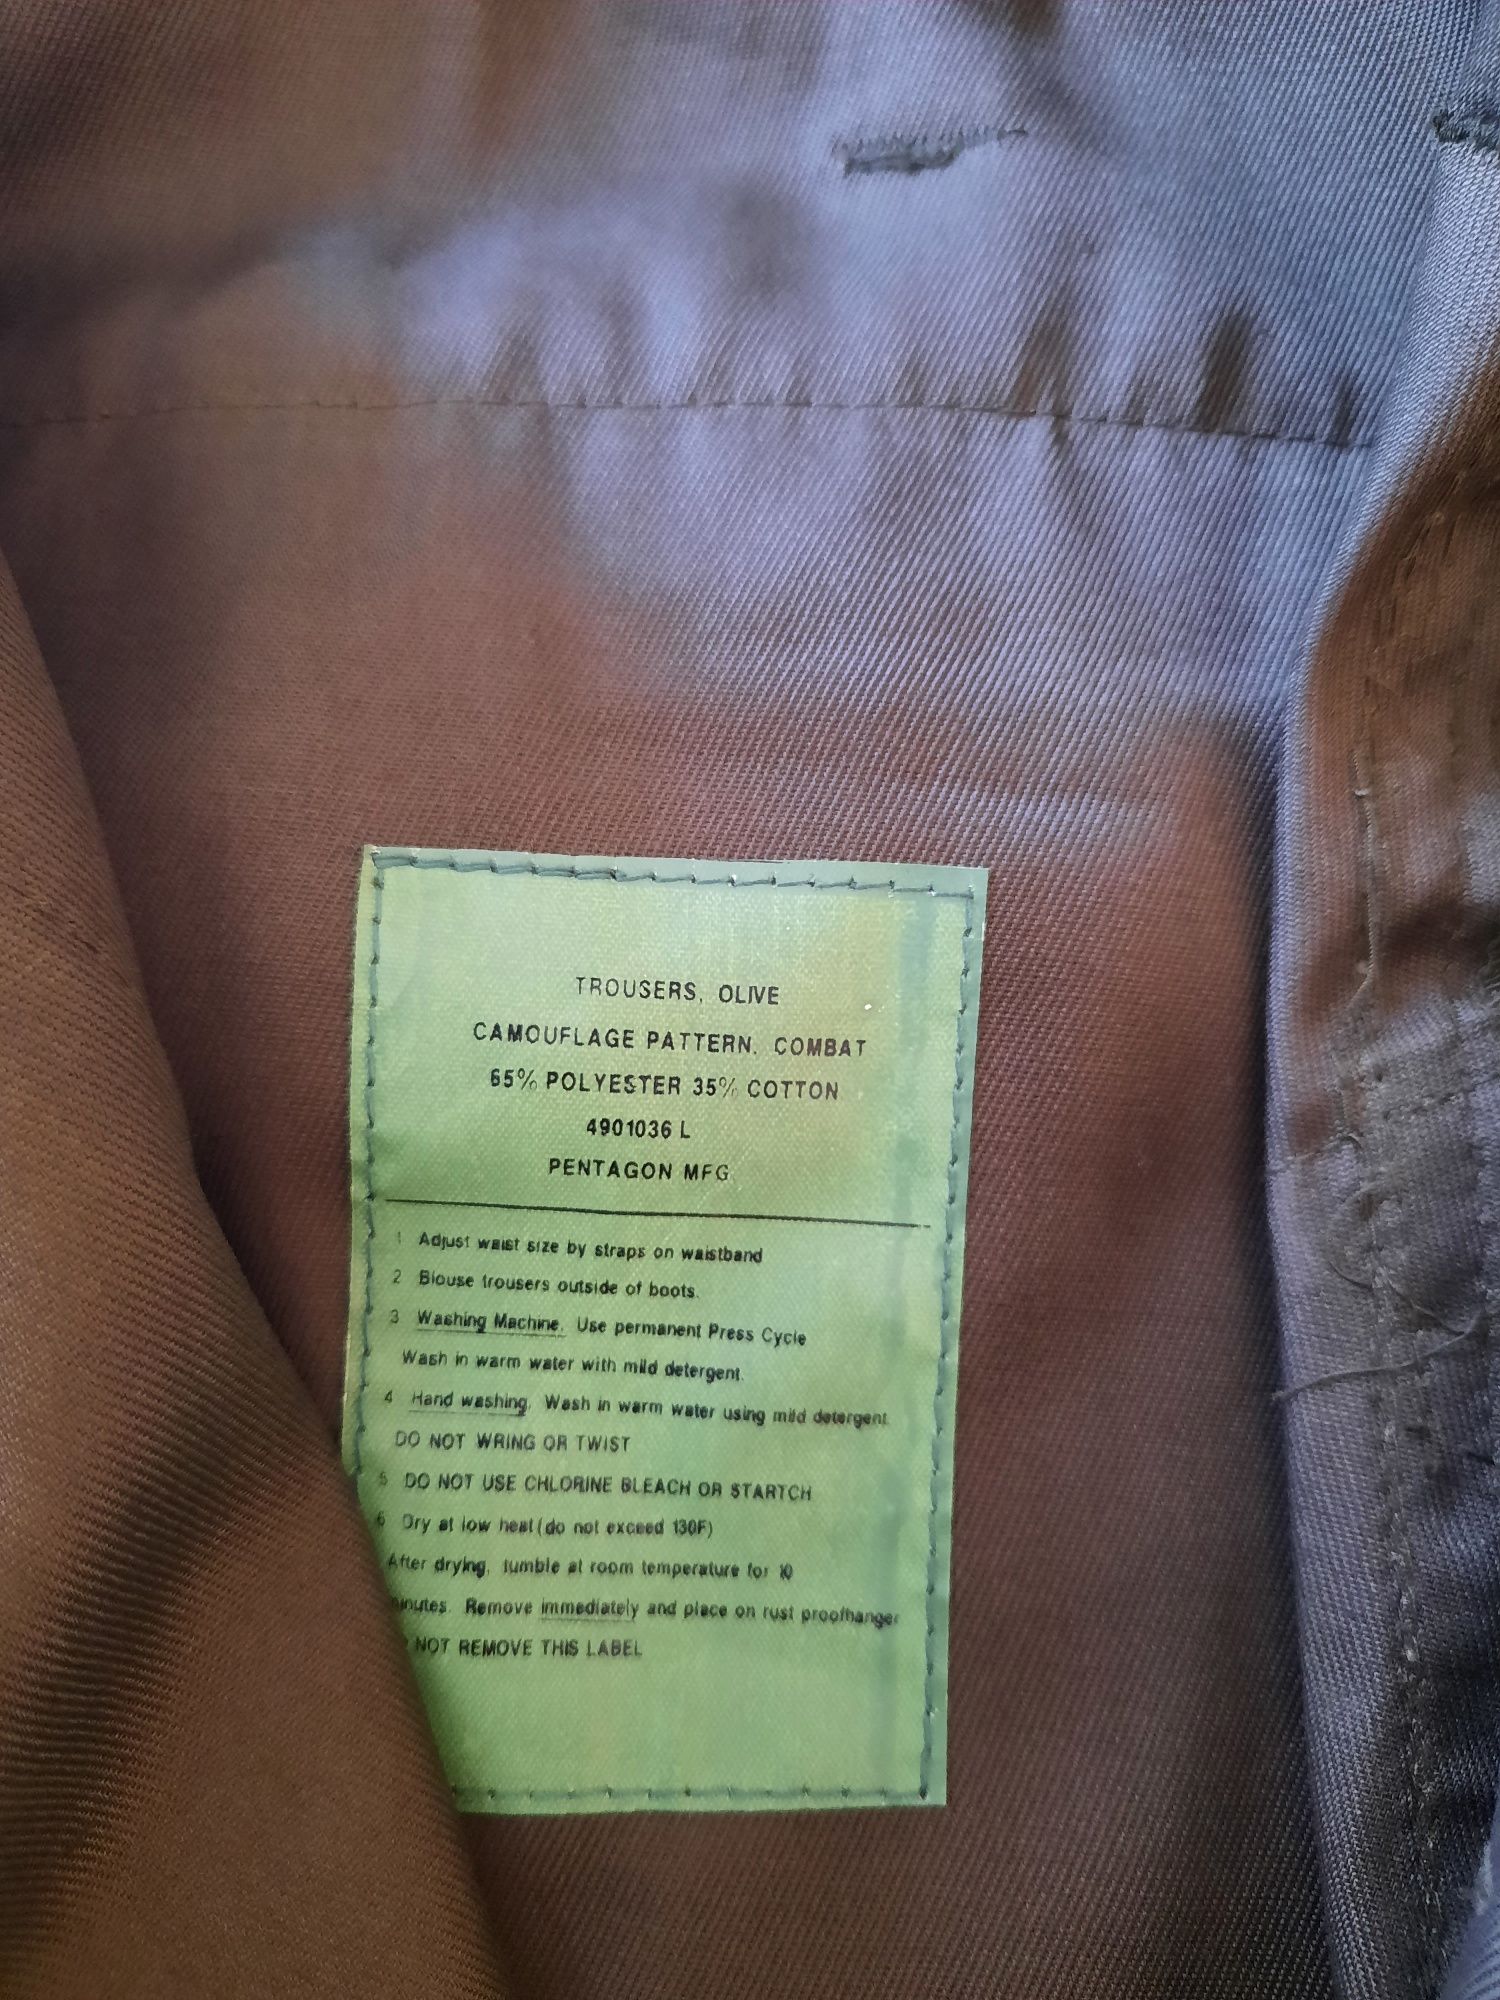 TROUSERS, OLIVE
CAMOUFLAGE PATTERN. COMBAT
65% POLYESTER 35% COTTON
4901036 L
PENTAGON MFG
1 Adjust waist size by straps on waistband
2 Blouse trousers outside of boots.
3 Washing Machine. Use permanent Press Cycle
Wash in warm water with mild detergent.
4 Hand washing. Wash in warm water using mild detergent
DO NOT WRING OR TWIST
5 DO NOT USE CHLORINE BLEACH OR STARTCH
6 Dry at low heat (do not exceed 130F)
After drying, tumble at room temperature for 10
inutes. Remove immediately and place on rust proofhanger
NOT REMOVE THIS LABEL